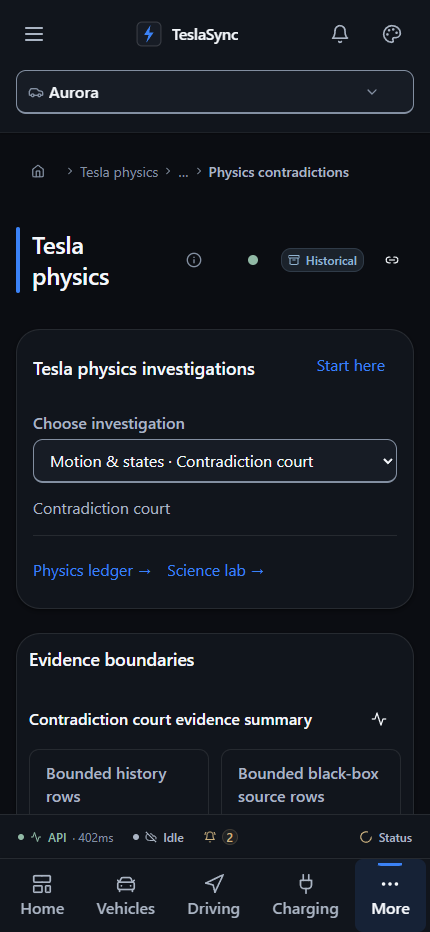 TeslaSync
Aurora
Tesla physics
...
Physics contradictions
Tesla
physics
Historical
Tesla physics investigations
Start here
Choose investigation
Motion & states · Contradiction court
Contradiction court
Physics ledger →
Science lab →
Evidence boundaries
Contradiction court evidence summary
Bounded history
rows
Bounded black-box
source rows
API · 402ms
Idle
2
Status
Home
Vehicles
Driving
Charging
More